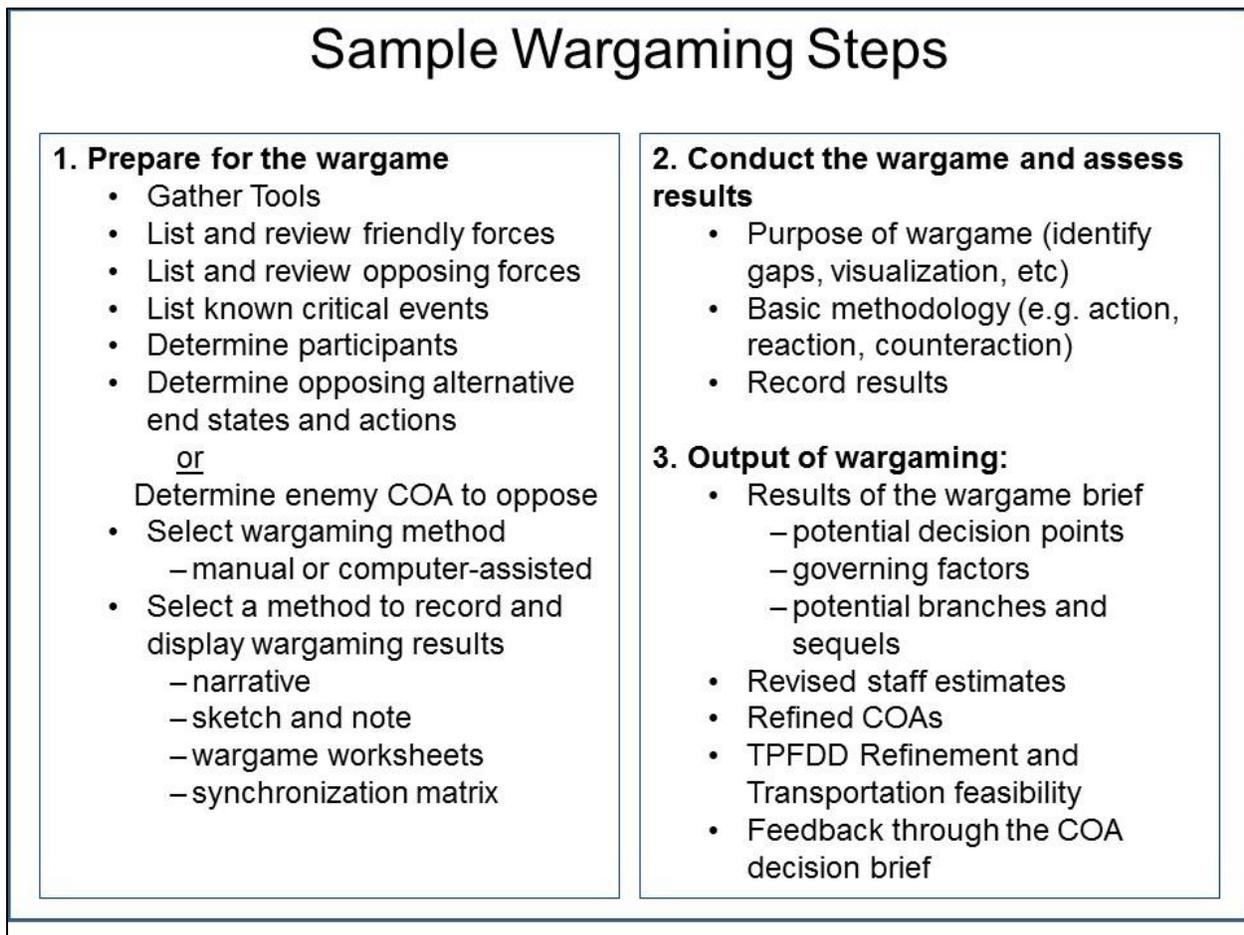 Sample Wargaming Steps
1. Prepare for the wargame
• Gather Tools
• List and review friendly forces
• List and review opposing forces
• List known critical events
• Determine participants
• Determine opposing alternative
end states and actions
or
Determine enemy COA to oppose
• Select wargaming method
– manual or computer-assisted
• Select a method to record and
display wargaming results
– narrative
– sketch and note
– wargame worksheets
– synchronization matrix
2. Conduct the wargame and assess
results
• Purpose of wargame (identify
gaps, visualization, etc)
• Basic methodology (e.g. action,
reaction, counteraction)
• Record results
3. Output of wargaming:
• Results of the wargame brief
– potential decision points
– governing factors
– potential branches and
sequels
• Revised staff estimates
• Refined COAs
• TPFDD Refinement and
Transportation feasibility
• Feedback through the COA
decision brief